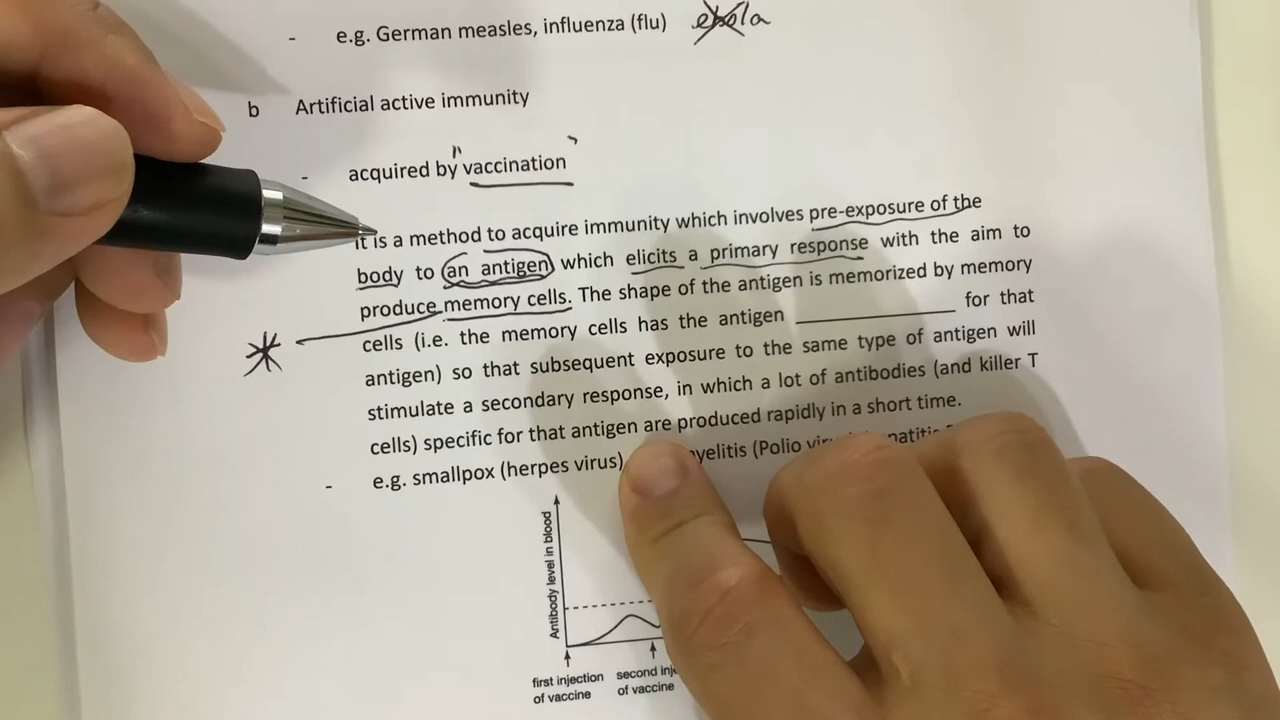 - e.g. German measles, influenza (flu) ebola
b Artificial active immunity
- acquired by "vaccination"
It is a method to acquire immunity which involves pre-exposure of the
body to an antigen which elicits a primary response with the aim to
produce memory cells. The shape of the antigen is memorized by memory
cells (i.e. the memory cells has the antigen ____________ for that
antigen) so that subsequent exposure to the same type of antigen will
stimulate a secondary response, in which a lot of antibodies (and killer T
cells) specific for that antigen are produced rapidly in a short time.
- e.g. smallpox (herpes virus) (Polio
Antibody level in blood
first injection second
of vaccine of vaccine